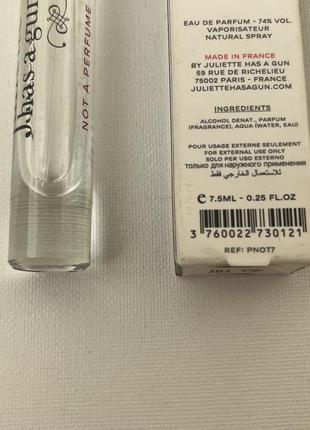 J.has a gun
NOT A PERFUME
EAU DE PARFUM - 74% VOL.
VAPORISATEUR
NATURAL SPRAY
MADE IN FRANCE
BY JULIETTE HAS A GUN
59 RUE DE RICHELIEU
75002 PARIS - FRANCE
JULIETTEHASAGUN.COM
INGREDIENTS
ALCOHOL DENAT., PARFUM
(FRAGRANCE), AQUA (WATER, EAU)
POUR USAGE EXTERNE SEULEMENT
FOR EXTERNAL USE ONLY
SOLO PER USO ESTERNO
только для наружного применения
للاستعمال الخارجي فقط
℮ 7.5ML - 0.25 FL.OZ
3 760022 730121
REF: PNOT7